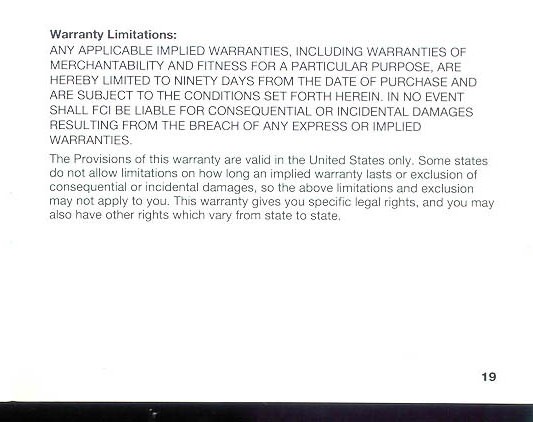 Warranty Limitations:
ANY APPLICABLE IMPLIED WARRANTIES, INCLUDING WARRANTIES OF
MERCHANTABILITY AND FITNESS FOR A PARTICULAR PURPOSE, ARE
HEREBY LIMITED TO NINETY DAYS FROM THE DATE OF PURCHASE AND
ARE SUBJECT TO THE CONDITIONS SET FORTH HEREIN. IN NO EVENT
SHALL FCI BE LIABLE FOR CONSEQUENTIAL OR INCIDENTAL DAMAGES
RESULTING FROM THE BREACH OF ANY EXPRESS OR IMPLIED
WARRANTIES.
The Provisions of this warranty are valid in the United States only. Some states
do not allow limitations on how long an implied warranty lasts or exclusion of
consequential or incidental damages, so the above limitations and exclusion
may not apply to you. This warranty gives you specific legal rights, and you may
also have other rights which vary from state to state.
19